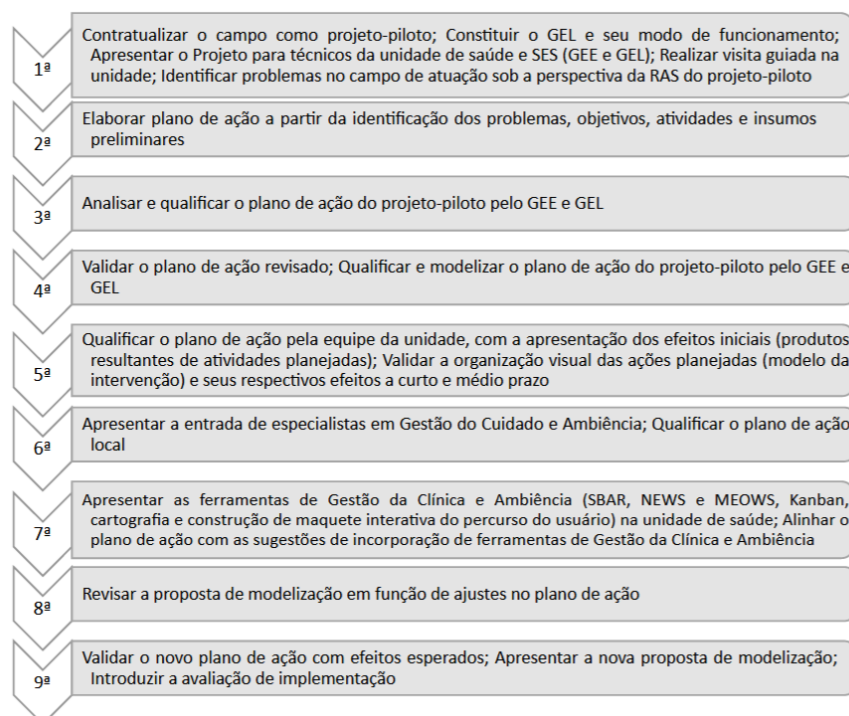 1ª
Contratualizar o campo como projeto-piloto; Constituir o GEL e seu modo de funcionamento;
Apresentar o Projeto para técnicos da unidade de saúde e SES (GEE e GEL); Realizar visita guiada na
unidade; Identificar problemas no campo de atuação sob a perspectiva da RAS do projeto-piloto
2ª
Elaborar plano de ação a partir da identificação dos problemas, objetivos, atividades e insumos
preliminares
3ª
Analisar e qualificar o plano de ação do projeto-piloto pelo GEE e GEL
4ª
Validar o plano de ação revisado; Qualificar e modelizar o plano de ação do projeto-piloto pelo GEE e
GEL
5ª
Qualificar o plano de ação pela equipe da unidade, com a apresentação dos efeitos iniciais (produtos
resultantes de atividades planejadas); Validar a organização visual das ações planejadas (modelo da
intervenção) e seus respectivos efeitos a curto e médio prazo
6ª
Apresentar a entrada de especialistas em Gestão do Cuidado e Ambiência; Qualificar o plano de ação
local
7ª
Apresentar as ferramentas de Gestão da Clínica e Ambiência (SBAR, NEWS e MEOWS, Kanban,
cartografia e construção de maquete interativa do percurso do usuário) na unidade de saúde; Alinhar o
plano de ação com as sugestões de incorporação de ferramentas de Gestão da Clínica e Ambiência
8ª
Revisar a proposta de modelização em função de ajustes no plano de ação
9ª
Validar o novo plano de ação com efeitos esperados; Apresentar a nova proposta de modelização;
Introduzir a avaliação de implementação